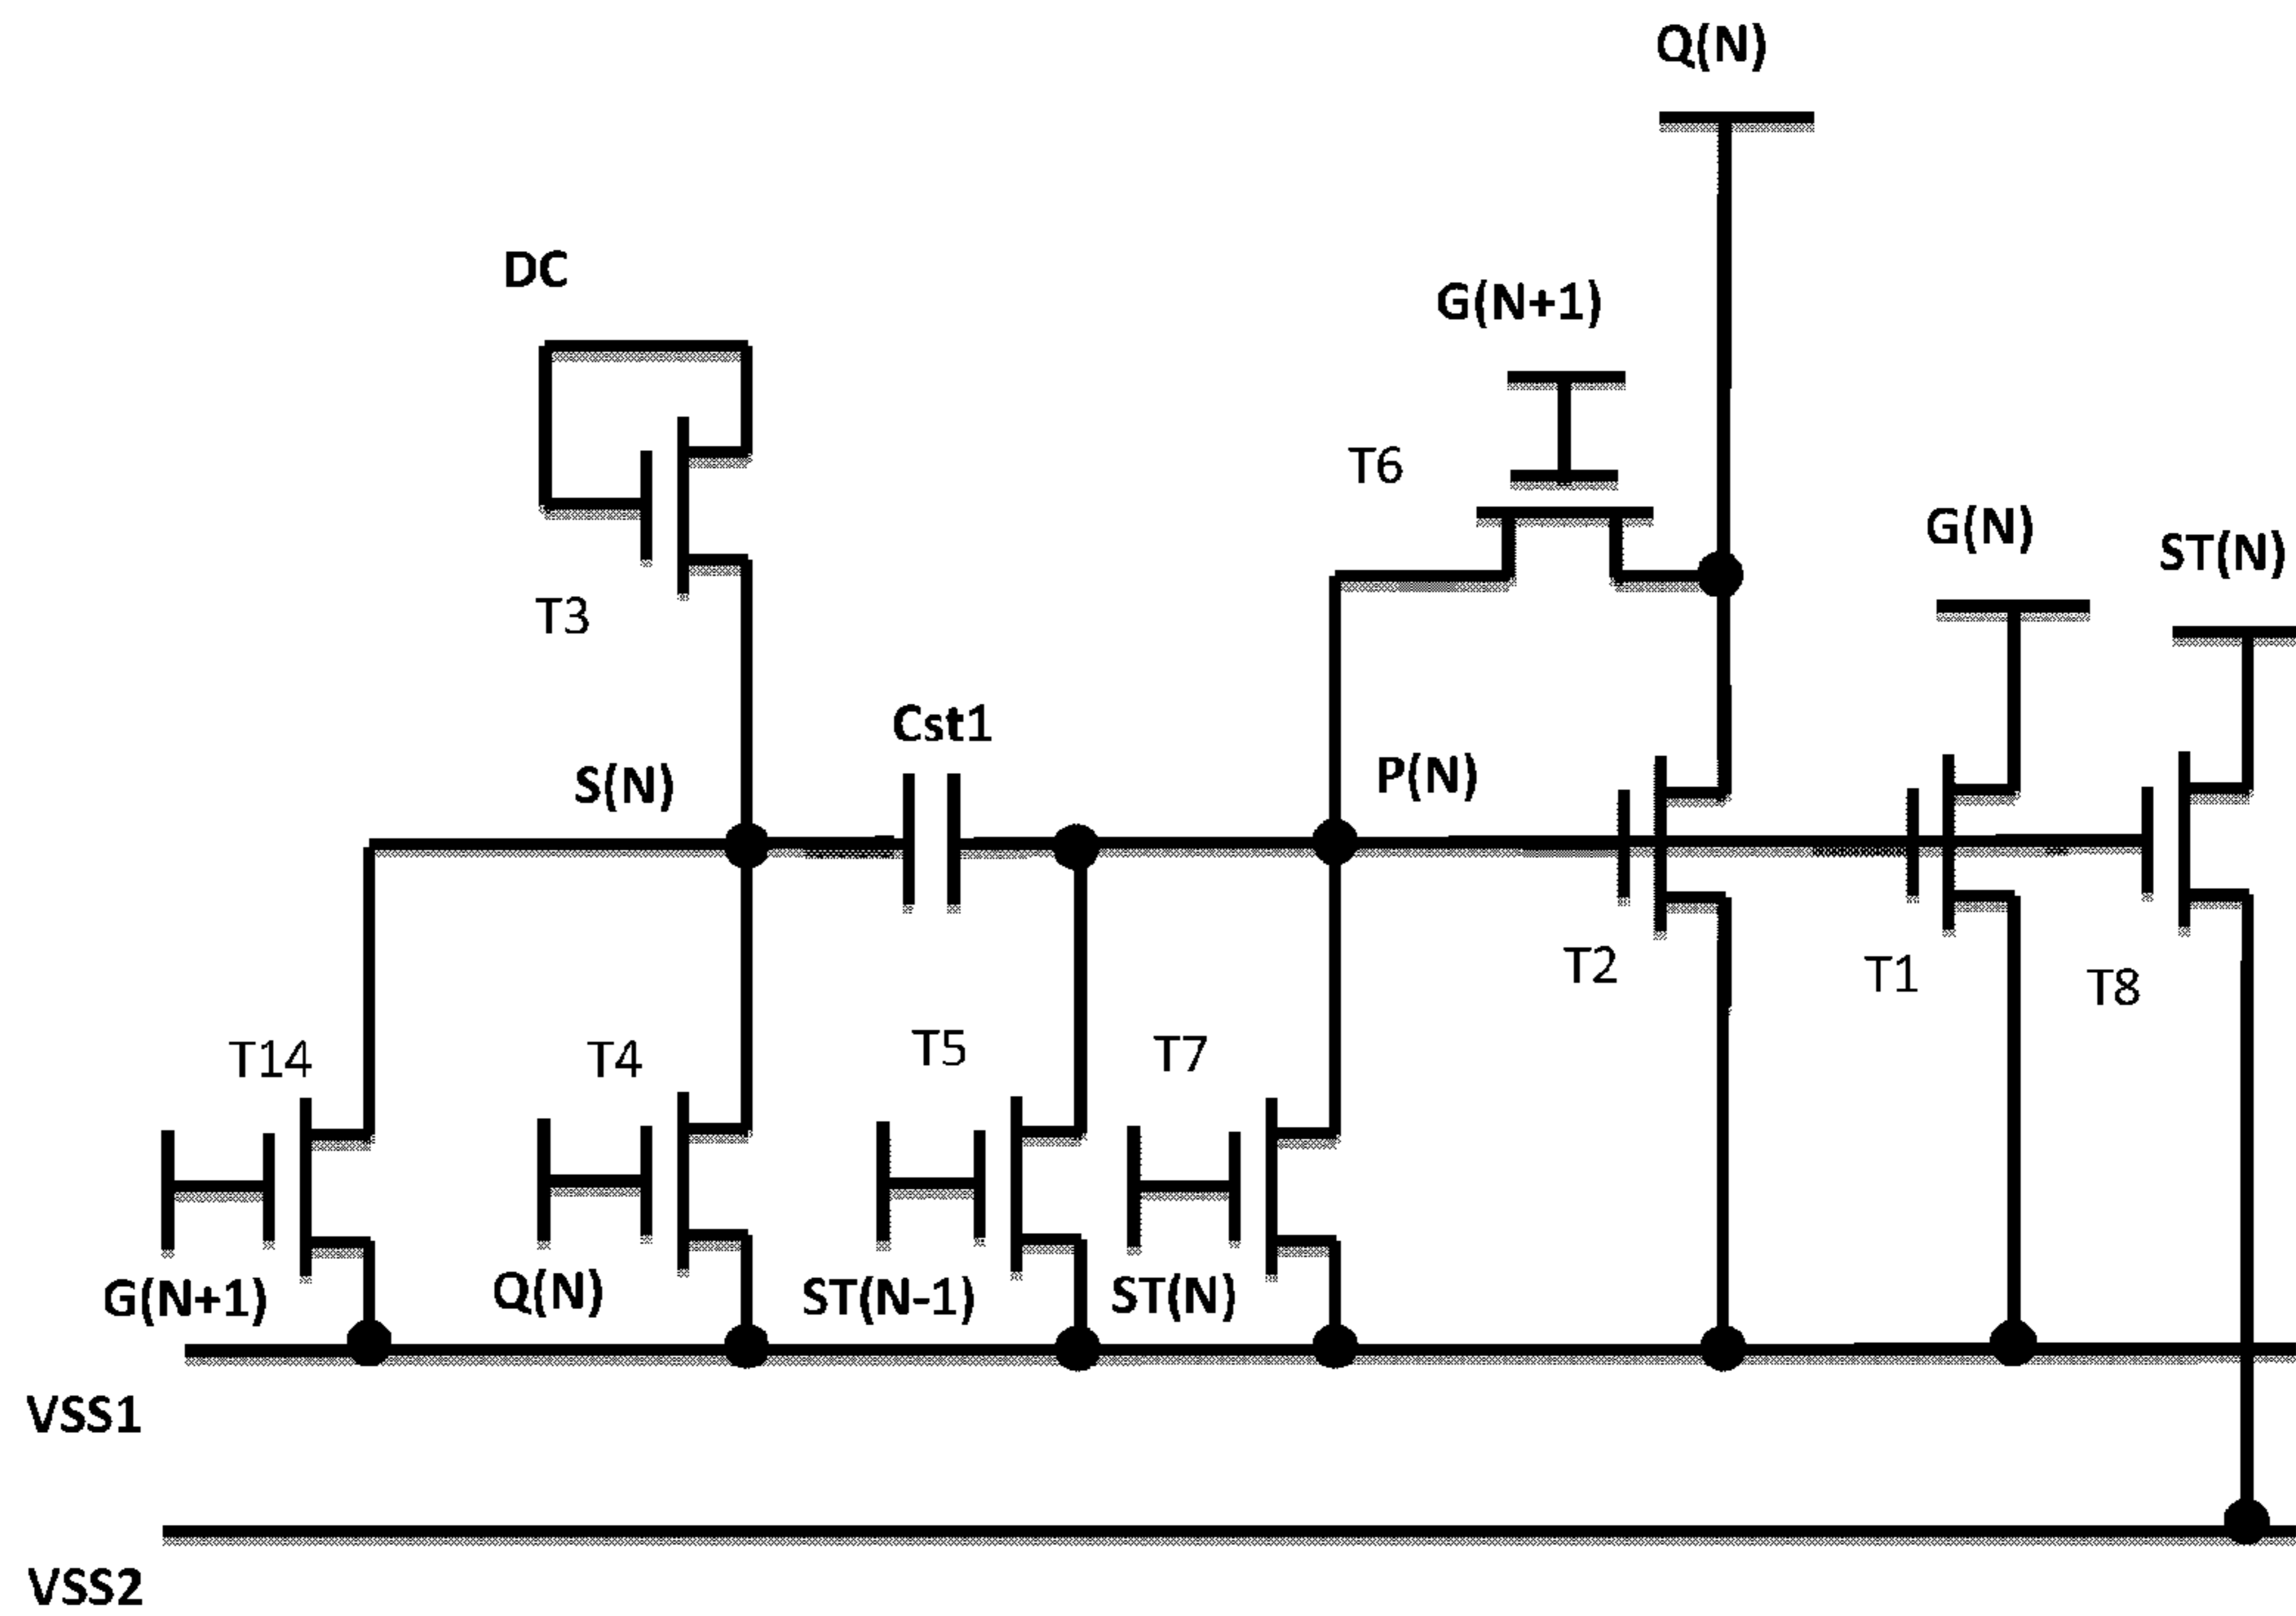 Q(N)
DC
G(N+1)
T6
G(N)
ST(N)
T3
Cst1
S(N)
P(N)
T2
T1
T8
T14
T4
T5
T7
G(N+1)
Q(N)
ST(N-1)
ST(N)
VSS1
VSS2